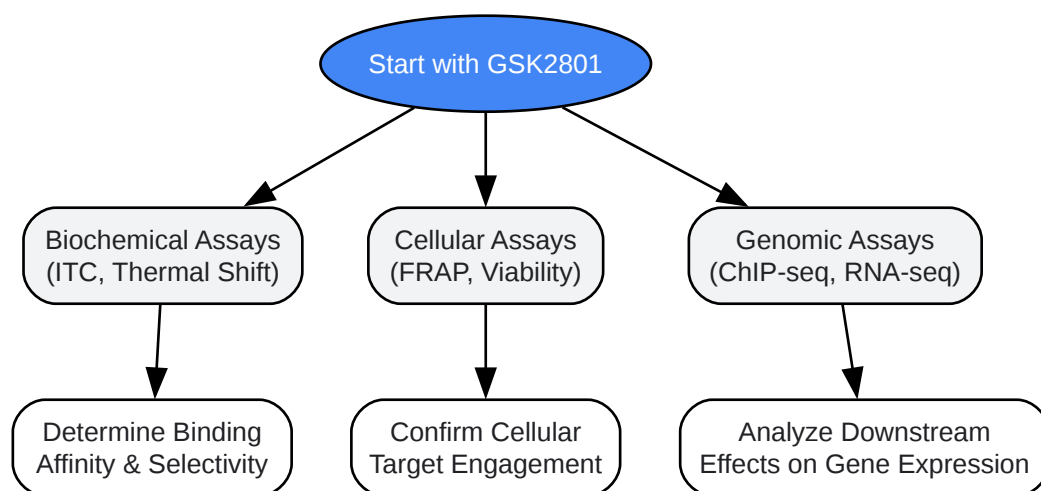 Start with GSK2801
Biochemical Assays
(ITC, Thermal Shift)
Cellular Assays
(FRAP, Viability)
Genomic Assays
(ChIP-seq, RNA-seq)
Determine Binding
Affinity & Selectivity
Confirm Cellular
Target Engagement
Analyze Downstream
Effects on Gene Expression